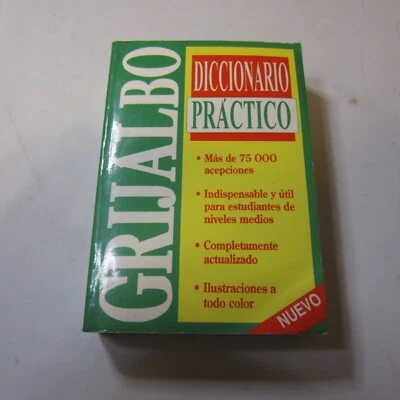 GRIJALBO
DICCIONARIO
PRÁCTICO
• Más de 75 000
acepciones
• Indispensable y útil
para estudiantes de
niveles medios
• Completamente
actualizado
• Ilustraciones a
todo color
NUEVO